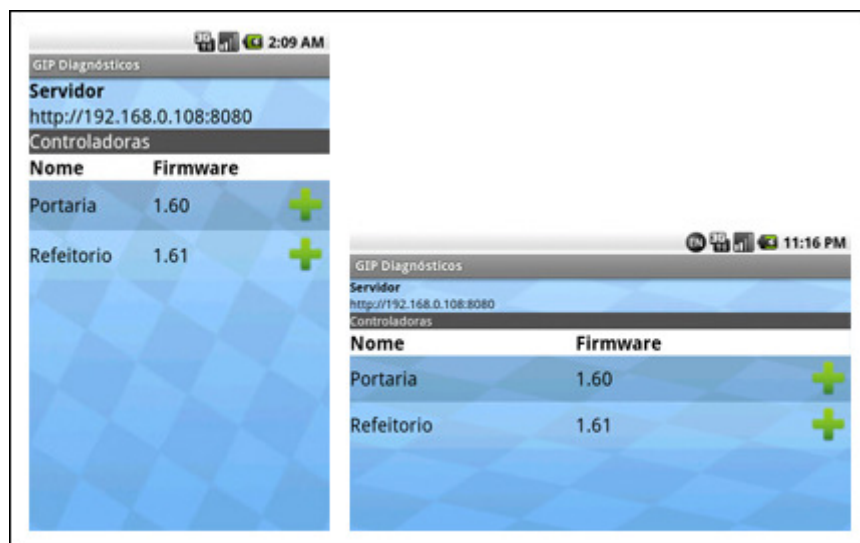 2:09 AM
GIP Diagnósticos
Servidor
http://192.168.0.108:8080
Controladoras
Nome Firmware
Portaria 1.60
Refeitorio 1.61
11:16 PM
GIP Diagnósticos
Servidor
http://192.168.0.108:8080
Controladoras
Nome Firmware
Portaria 1.60
Refeitorio 1.61